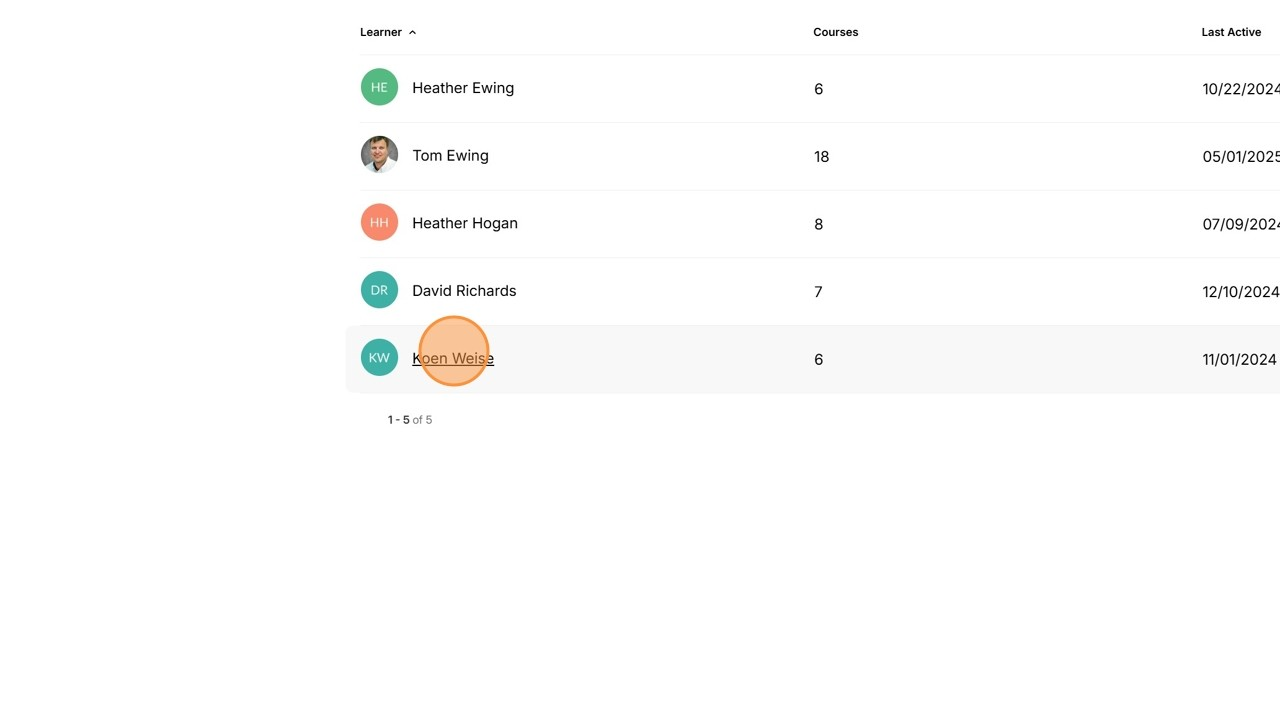 Learner Courses Last Active
HE Heather Ewing 6 10/22/2024
Tom Ewing 18 05/01/2025
HH Heather Hogan 8 07/09/2024
DR David Richards 7 12/10/2024
KW Koen Weise 6 11/01/2024
1 - 5 of 5